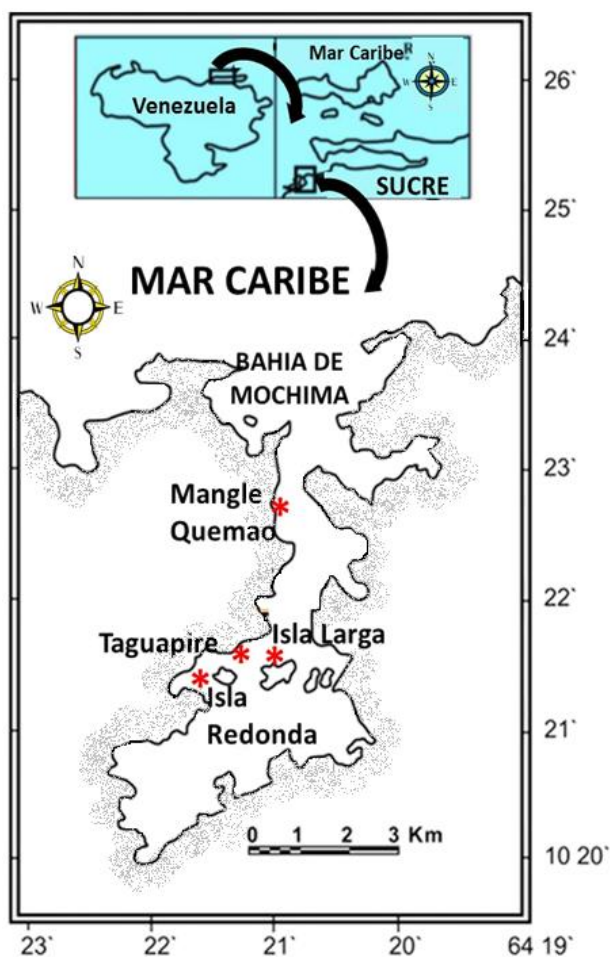 Mar Caribe
N
W E
S
Venezuela
SUCRE
26`
25`
N
W E
S
MAR CARIBE
24`
BAHIA DE
MOCHIMA
23`
Mangle
Quemao
22`
Taguapire
Isla Larga
Isla
Redonda
21`
0 1 2 3 Km
10 20`
23` 22` 21` 20` 64 19`